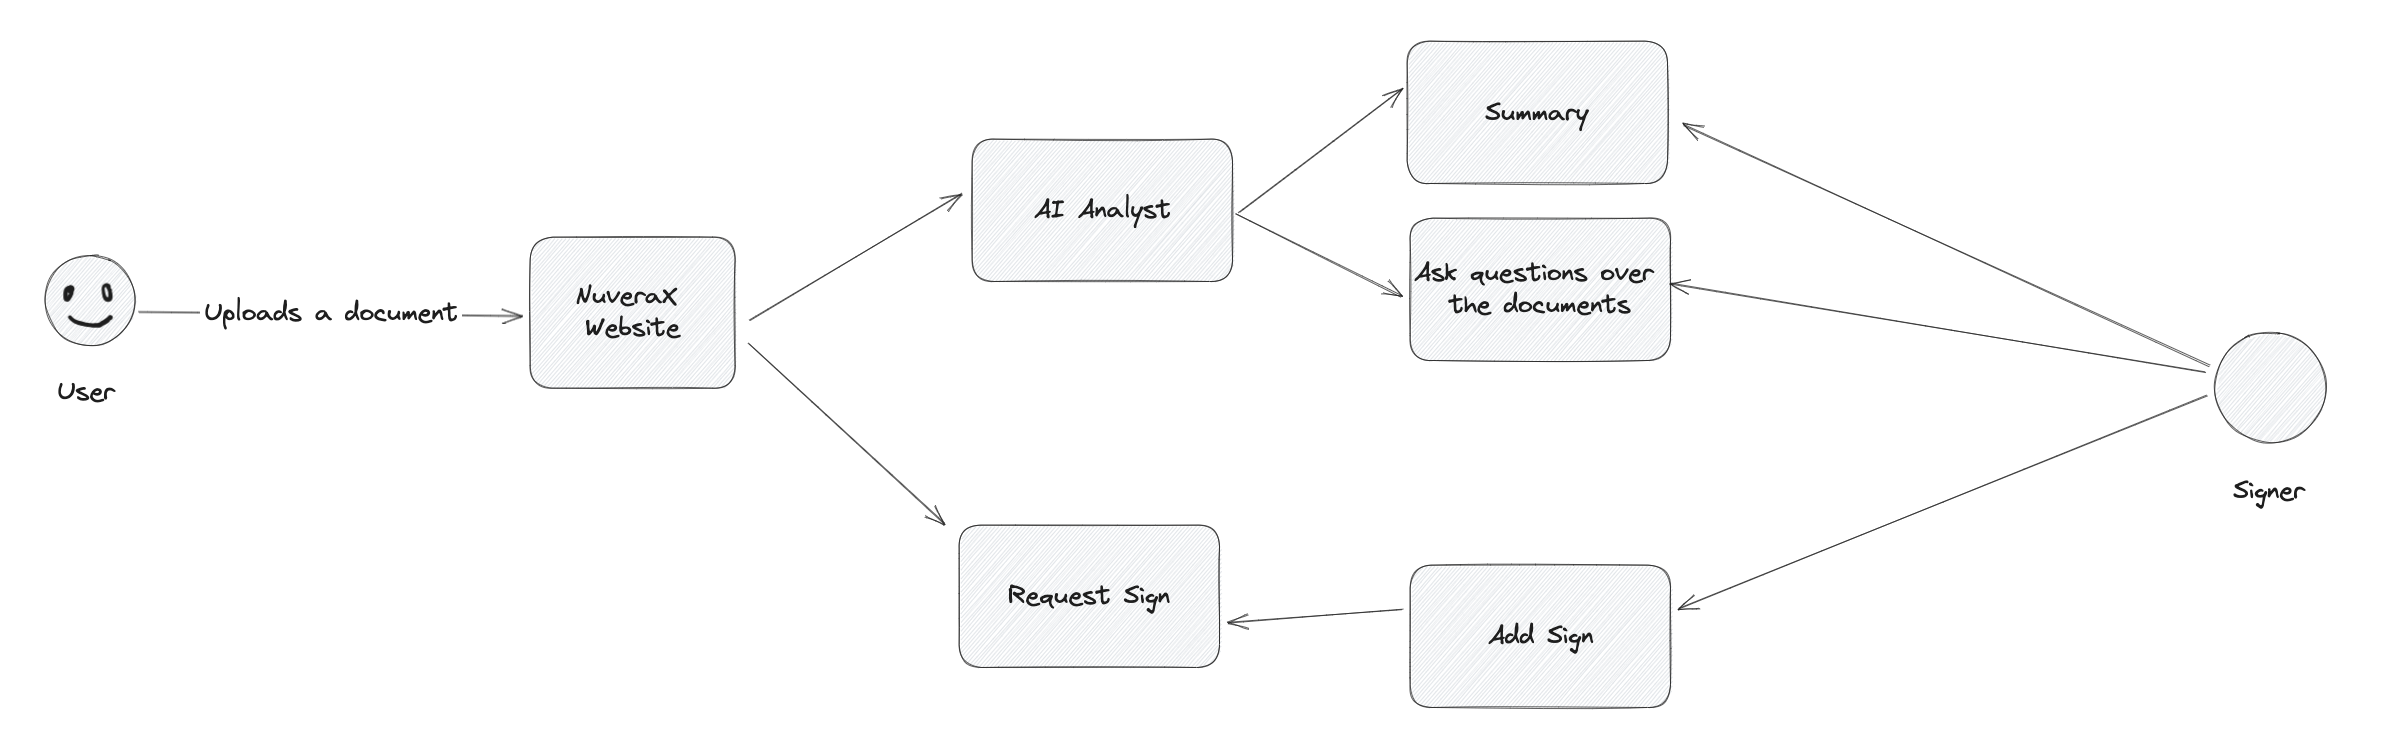 Uploads a document
User
NuveraX
Website
AI Analyst
Summary
Ask questions over
the documents
Request Sign
Add Sign
Signer